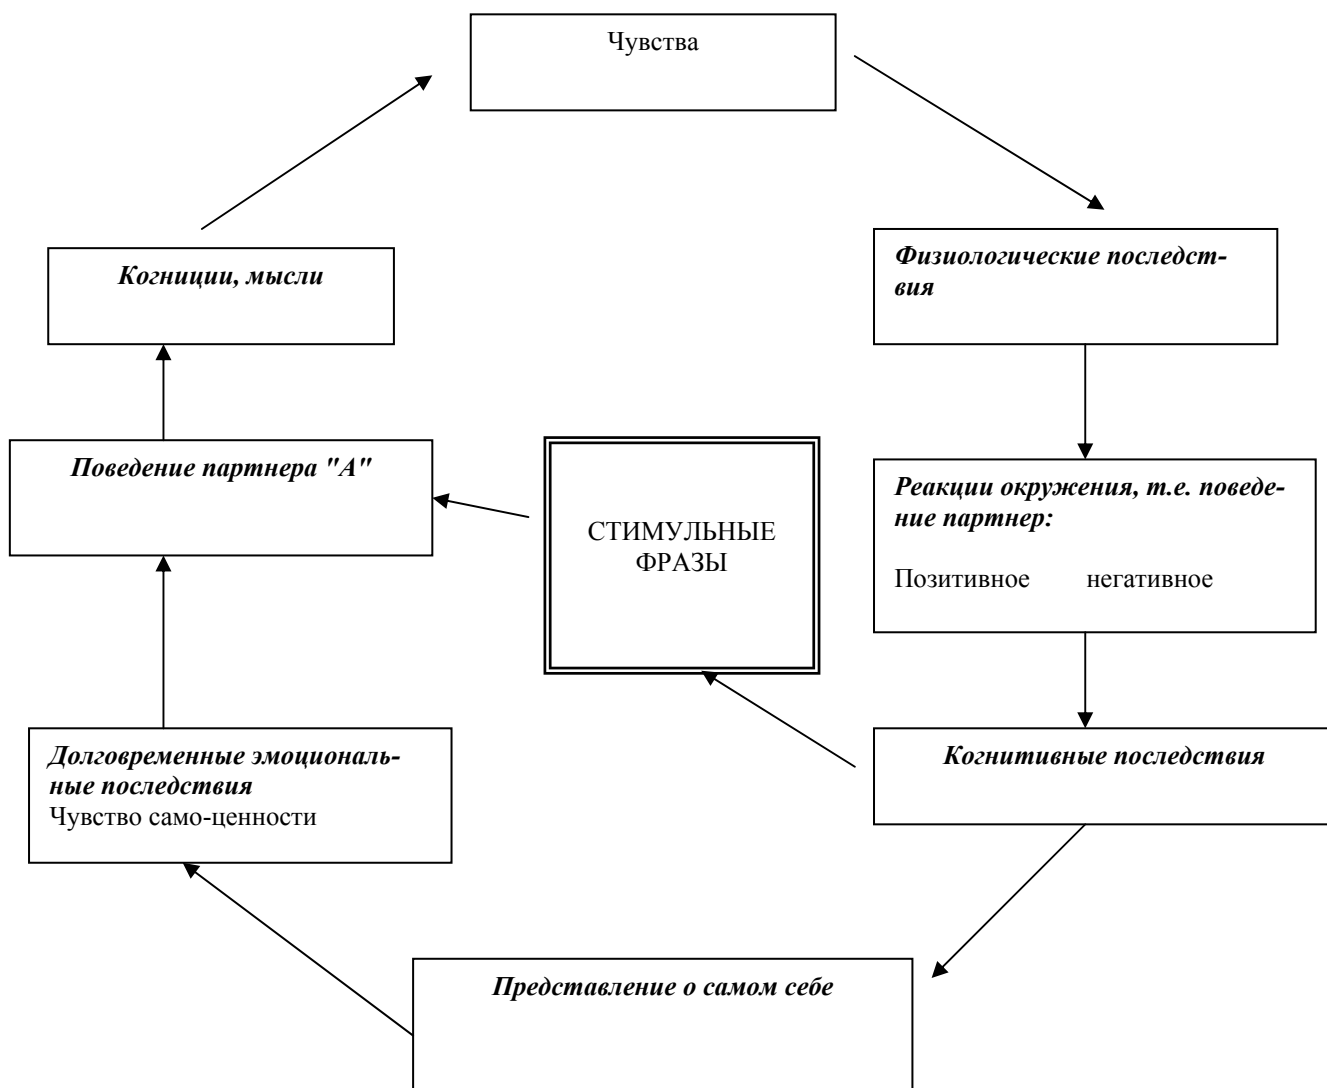 Чувства
Когниции, мысли
Физиологические последст-
вия
Поведение партнера "А"
СТИМУЛЬНЫЕ
ФРАЗЫ
Реакции окружения, т.е. поведе-
ние партнер:
Позитивное негативное
Долговременные эмоциональ-
ные последствия
Чувство само-ценности
Когнитивные последствия
Представление о самом себе